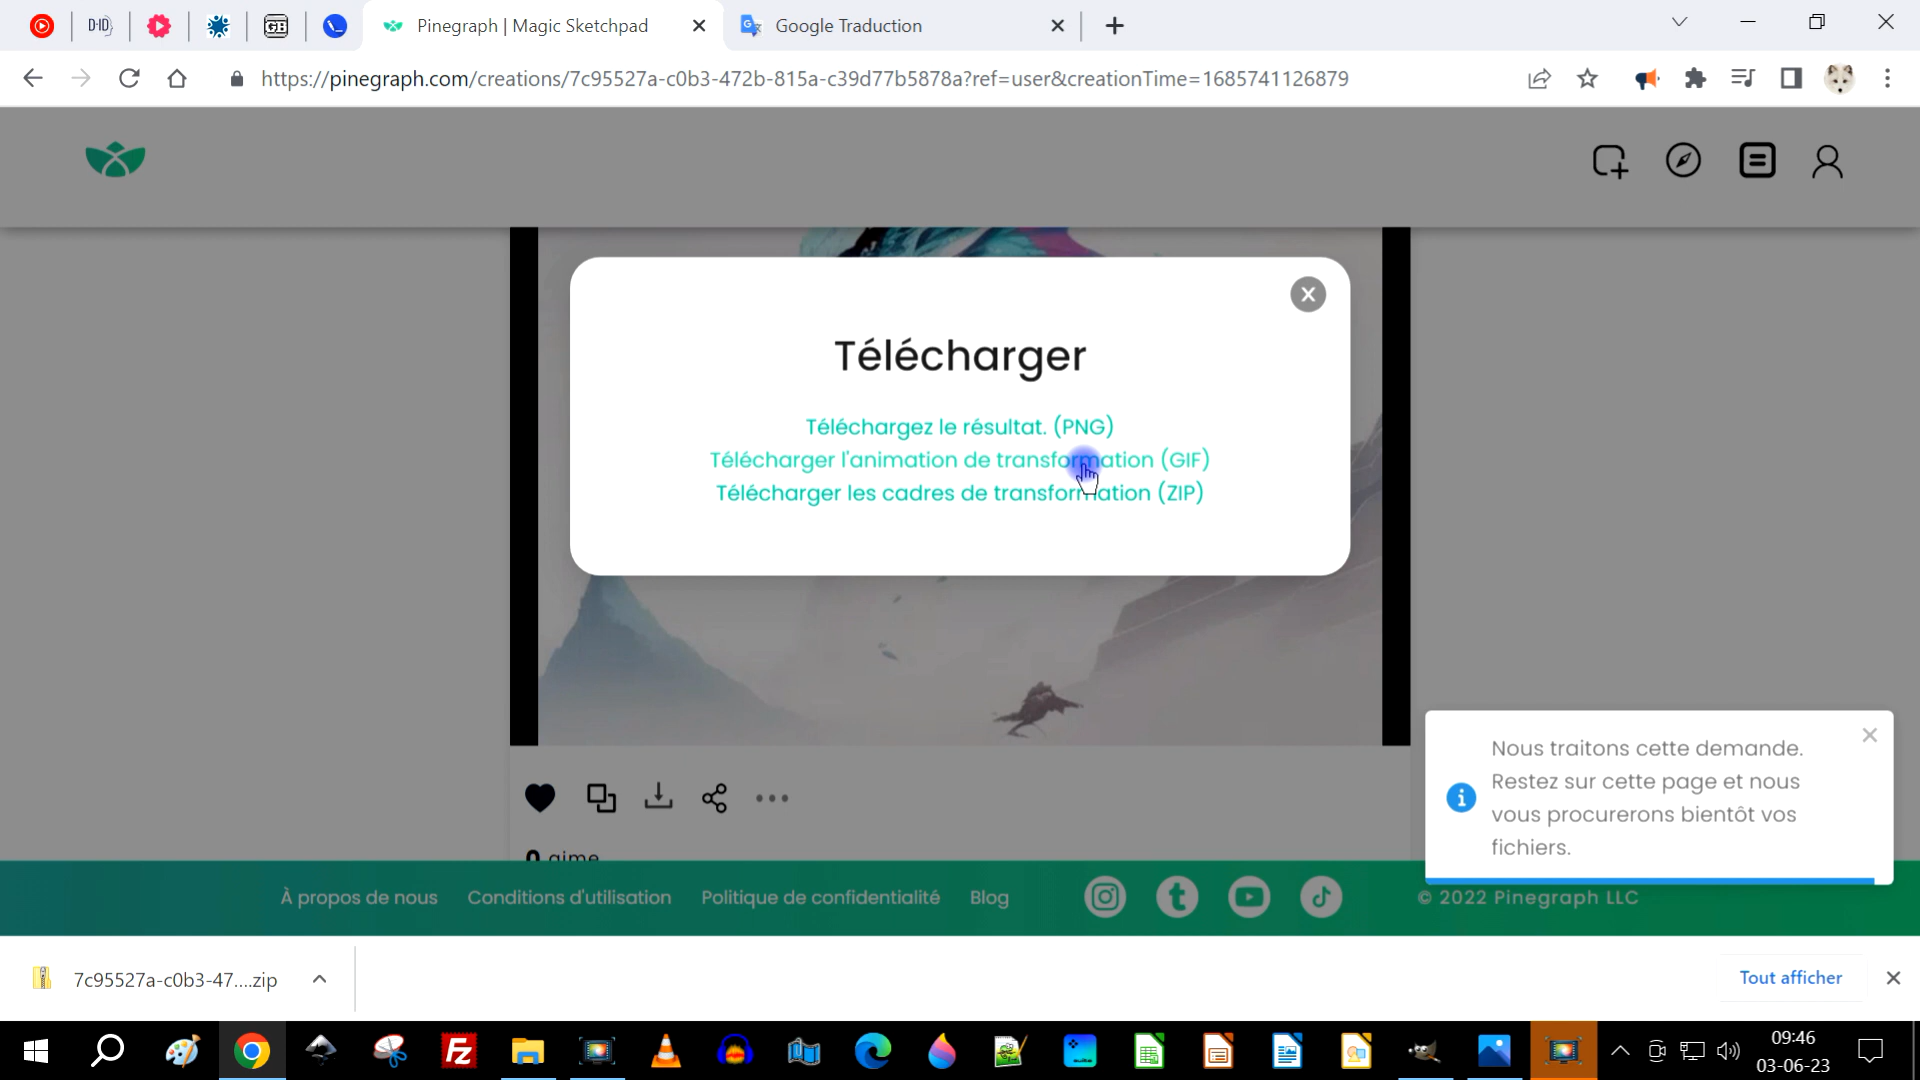 D·ID
Pinegraph | Magic Sketchpad
Google Traduction
https://pinegraph.com/creations/7c95527a-c0b3-472b-815a-c39d77b5878a?ref=user&creationTime=1685741126879
Télécharger
Téléchargez le résultat. (PNG)
Télécharger l'animation de transformation (GIF)
Télécharger les cadres de transformation (ZIP)
Nous traitons cette demande.
Restez sur cette page et nous
vous procurerons bientôt vos
fichiers.
0 aime
À propos de nous Conditions d'utilisation Politique de confidentialité Blog © 2022 Pinegraph LLC
7c95527a-c0b3-47....zip
Tout afficher
09:46
03-06-23